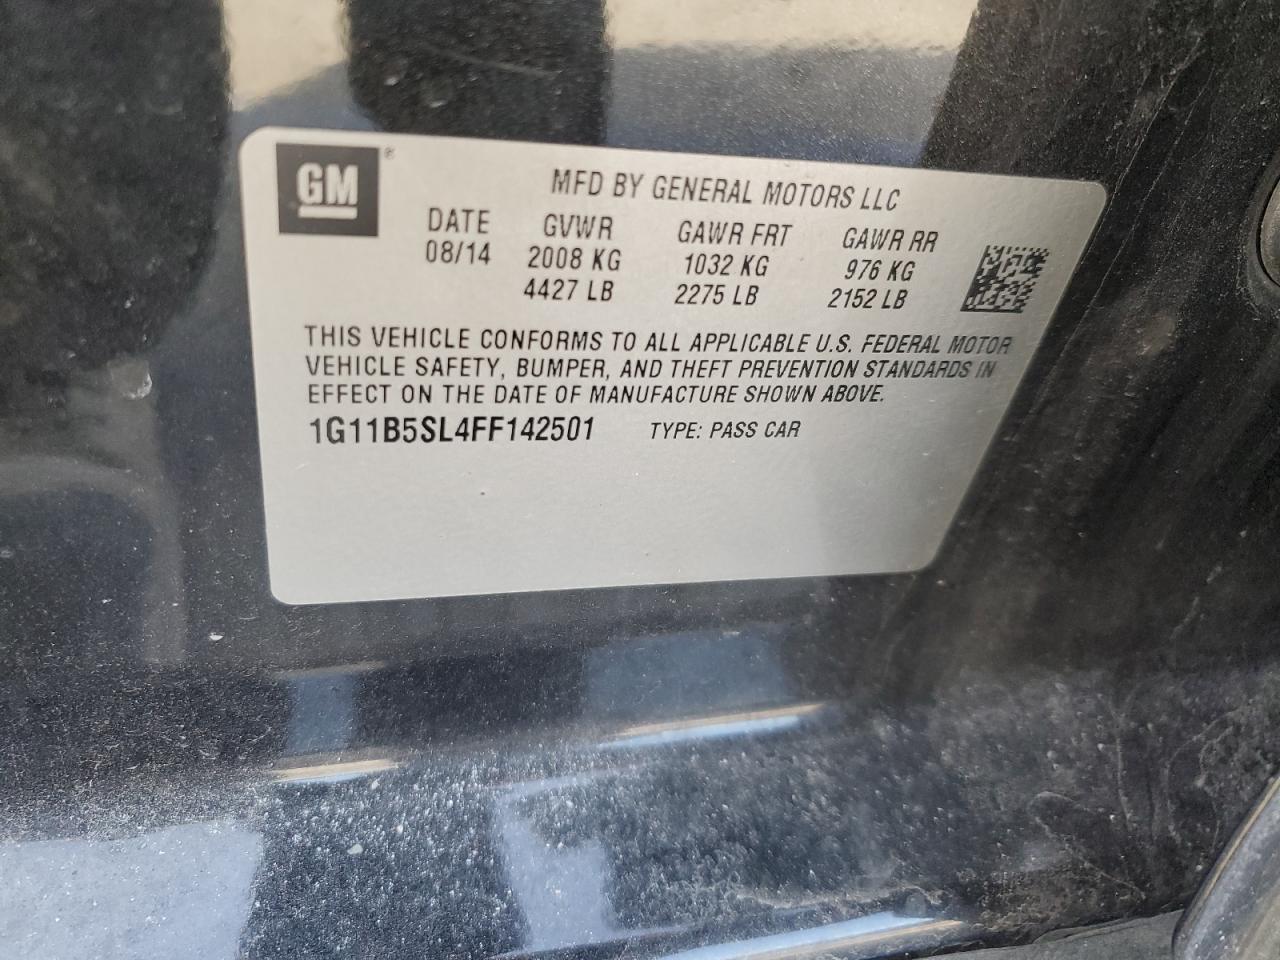 GM®
MFD BY GENERAL MOTORS LLC
DATE GVWR GAWR FRT GAWR RR
08/14 2008 KG 1032 KG 976 KG
4427 LB 2275 LB 2152 LB
THIS VEHICLE CONFORMS TO ALL APPLICABLE U.S. FEDERAL MOTOR
VEHICLE SAFETY, BUMPER, AND THEFT PREVENTION STANDARDS IN
EFFECT ON THE DATE OF MANUFACTURE SHOWN ABOVE.
1G11B5SL4FF142501 TYPE: PASS CAR